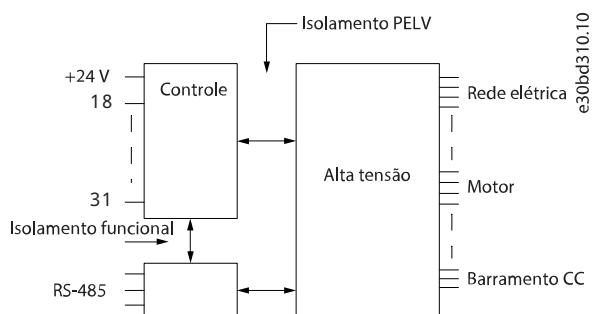 Isolamento PELV
+24 V
18
Controle
31
Isolamento funcional
RS-485
Alta tensão
Rede elétrica
Motor
Barramento CC
e30bd310.10